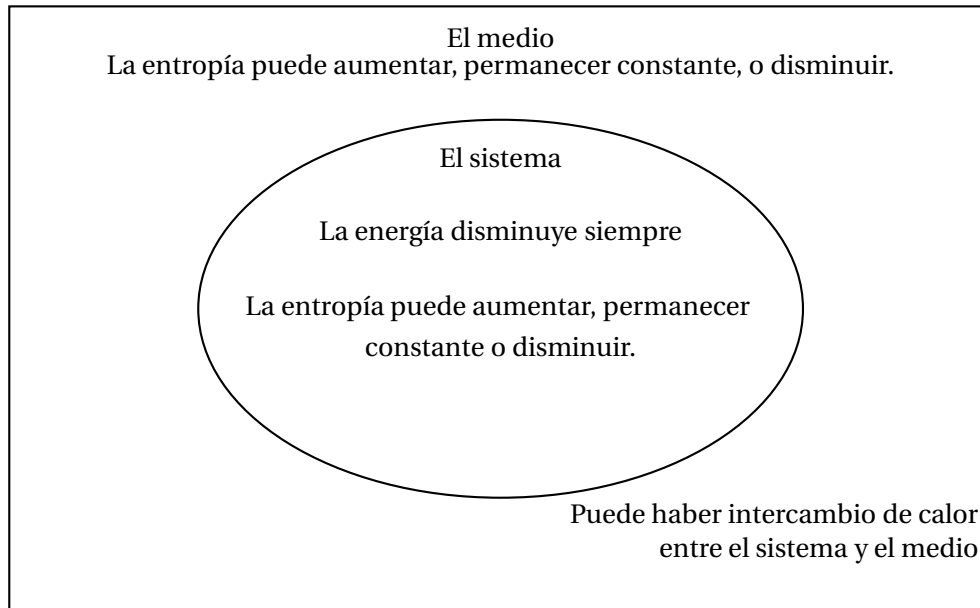 El medio
La entropía puede aumentar, permanecer constante, o disminuir.
El sistema
La energía disminuye siempre
La entropía puede aumentar, permanecer
constante o disminuir.
Puede haber intercambio de calor
entre el sistema y el medio